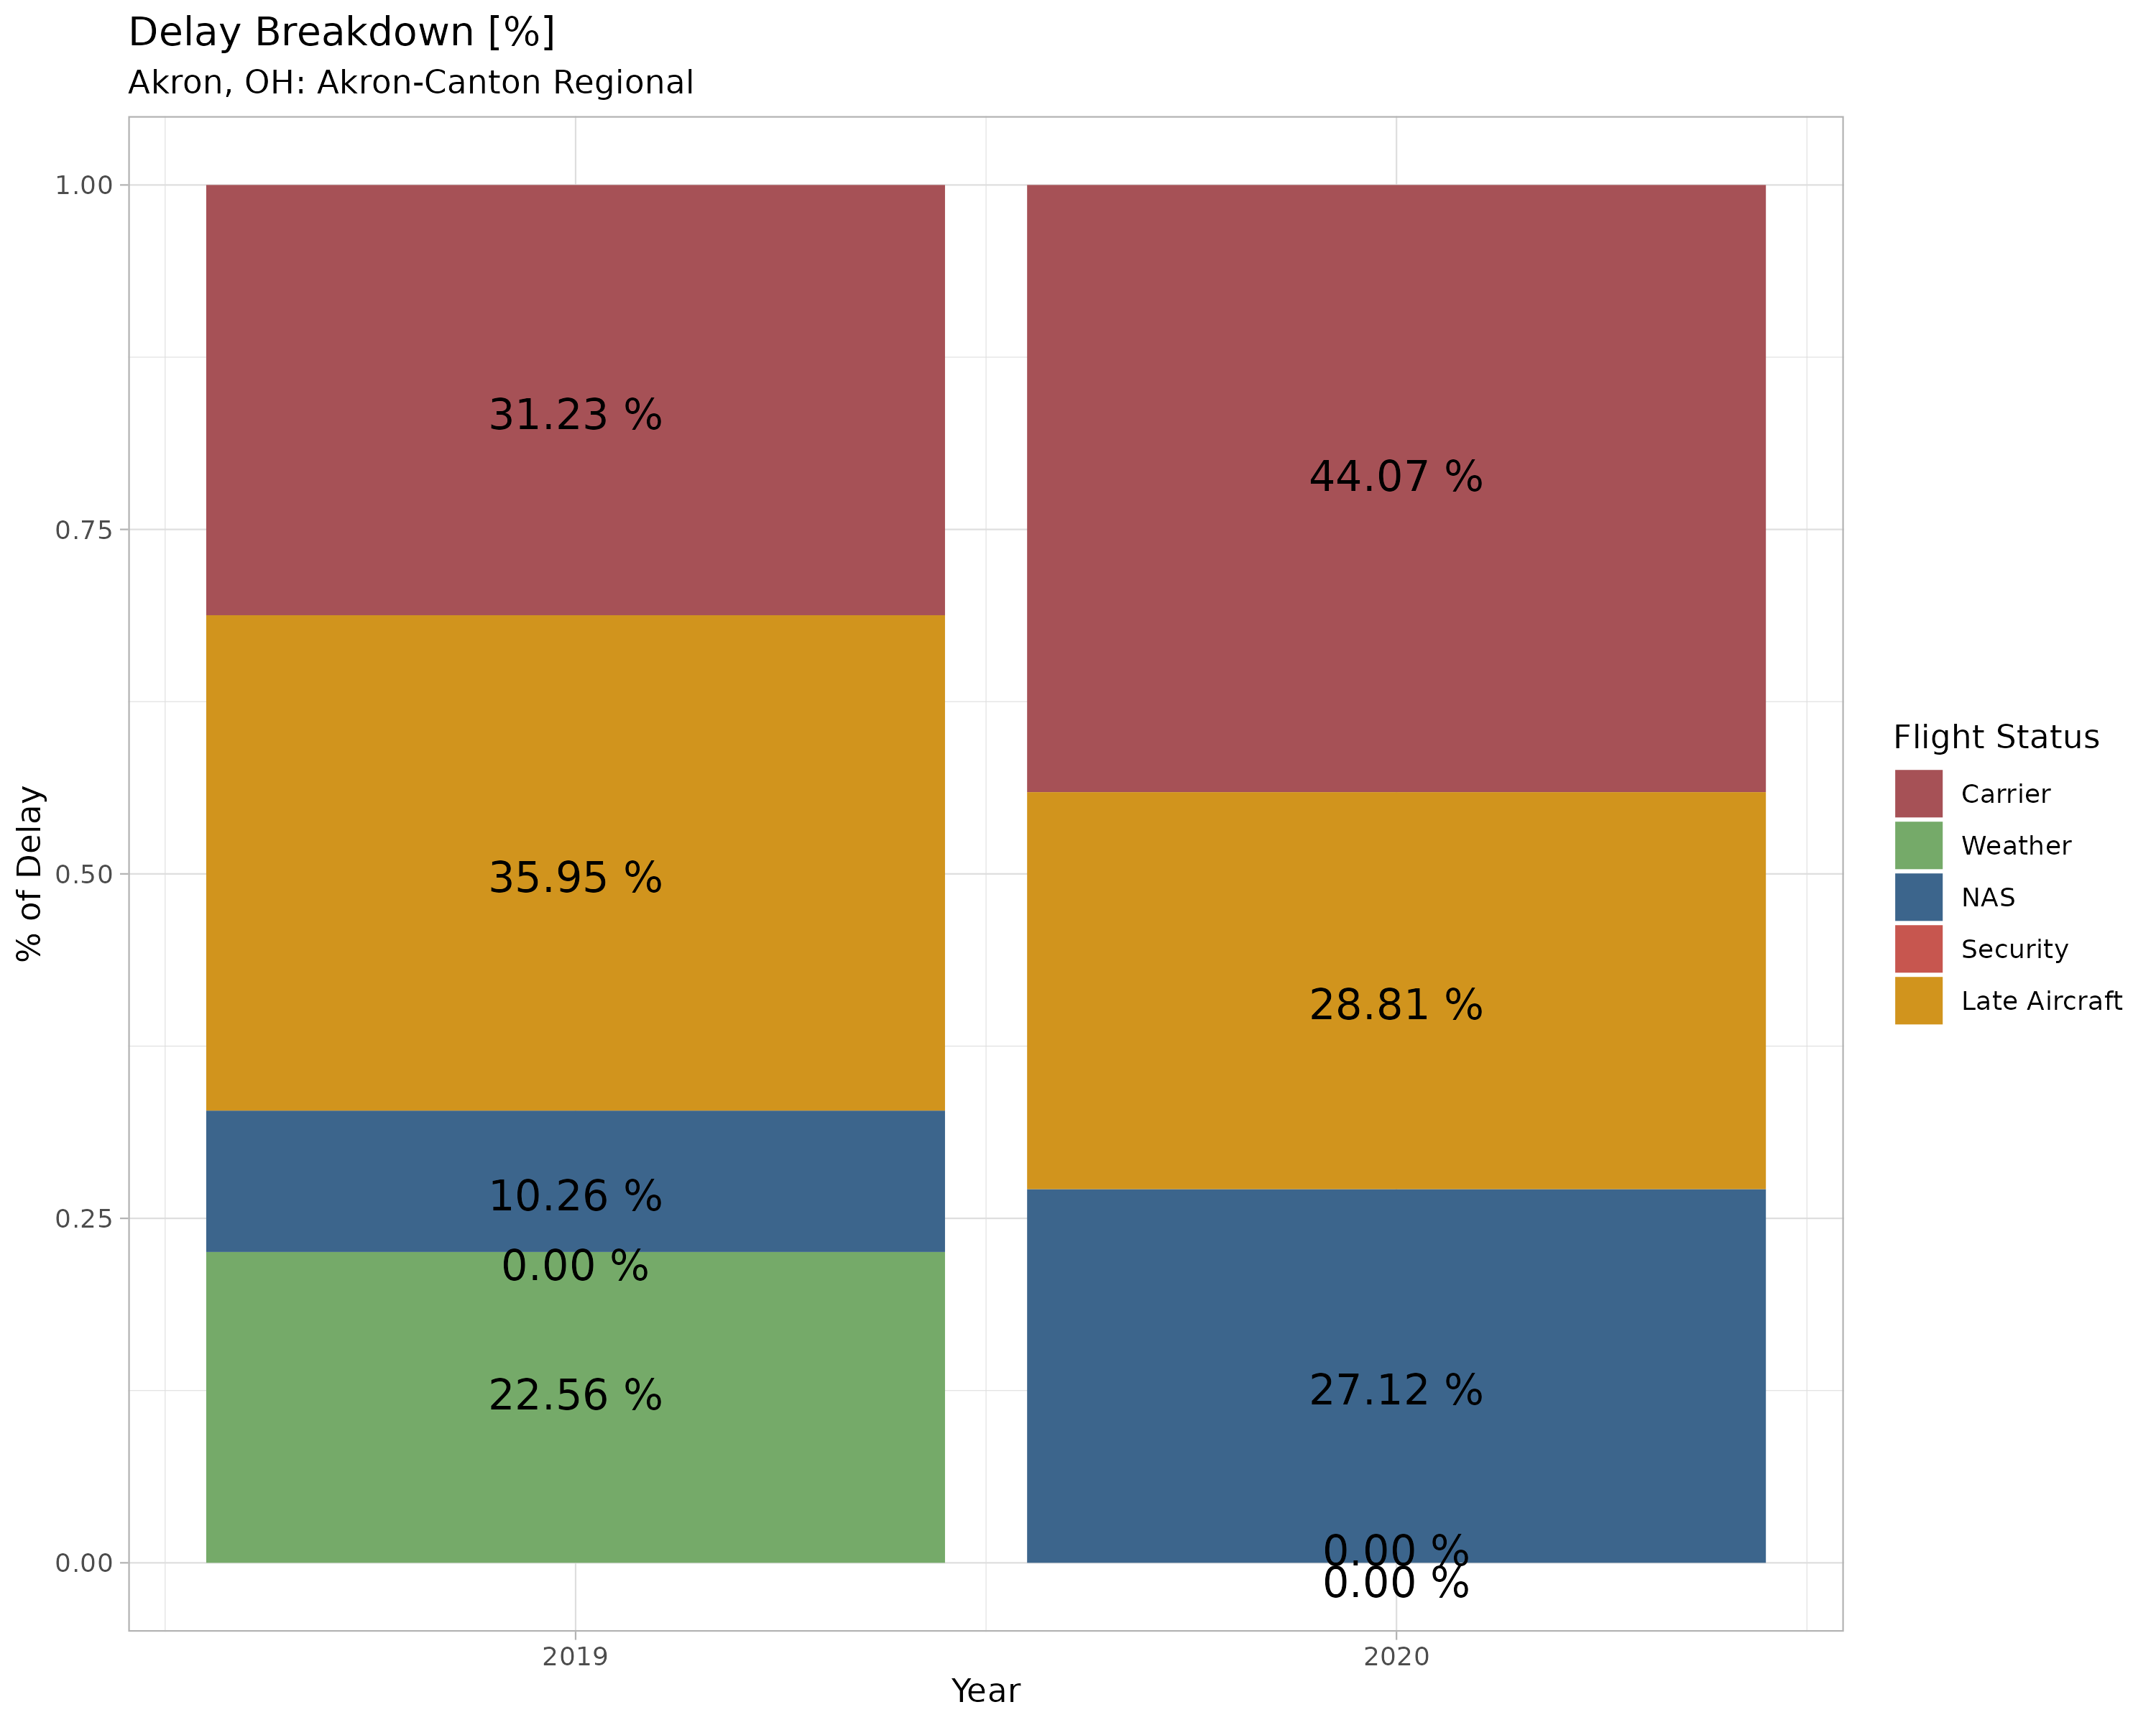 Delay Breakdown [%]
Akron, OH: Akron-Canton Regional
% of Delay
1.00
0.75
0.50
0.25
0.00
31.23 %
35.95 %
10.26 %
0.00 %
22.56 %
44.07 %
28.81 %
27.12 %
0.00 %
0.00 %
2019
2020
Year
Flight Status
Carrier
Weather
NAS
Security
Late Aircraft